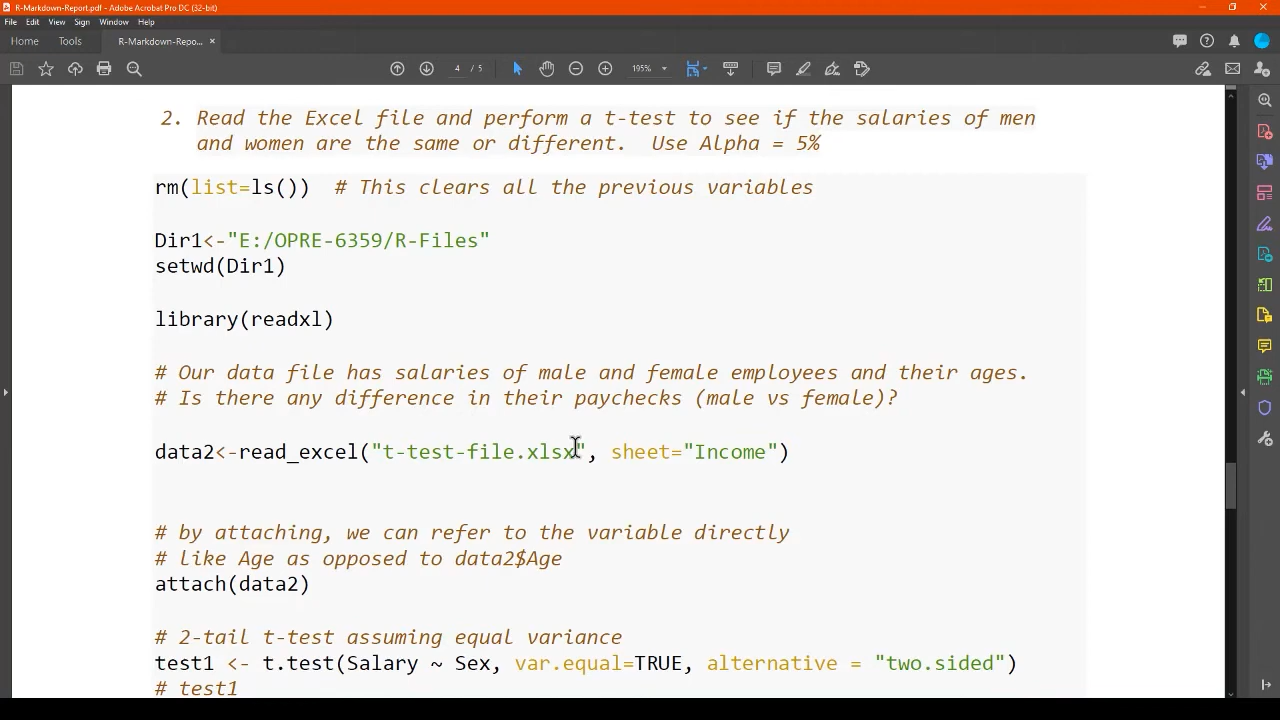 R-Markdown-Report.pdf - Adobe Acrobat Pro DC (32-bit)
File Edit View Sign Window Help
Home Tools R-Markdown-Repo... ×
4 / 5 195%
2. Read the Excel file and perform a t-test to see if the salaries of men
and women are the same or different. Use Alpha = 5%
rm(list=ls()) # This clears all the previous variables
Dir1<-"E:/OPRE-6359/R-Files"
setwd(Dir1)
library(readxl)
# Our data file has salaries of male and female employees and their ages.
# Is there any difference in their paychecks (male vs female)?
data2<-read_excel("t-test-file.xlsx", sheet="Income")
# by attaching, we can refer to the variable directly
# like Age as opposed to data2$Age
attach(data2)
# 2-tail t-test assuming equal variance
test1 <- t.test(Salary ~ Sex, var.equal=TRUE, alternative = "two.sided")
# test1